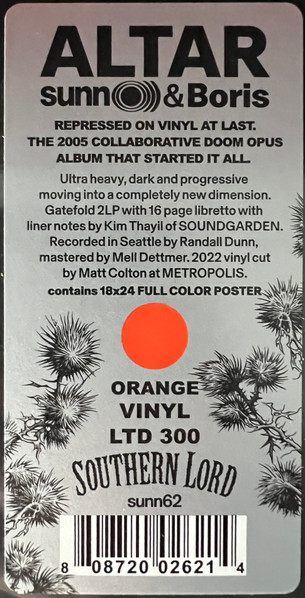 ALTAR
sunn O))) & Boris
REPRESSED ON VINYL AT LAST.
THE 2005 COLLABORATIVE DOOM OPUS
ALBUM THAT STARTED IT ALL.
Ultra heavy, dark and progressive
moving into a completely new dimension.
Gatefold 2LP with 16 page libretto with
liner notes by Kim Thayil of SOUNDGARDEN.
Recorded in Seattle by Randall Dunn,
mastered by Mell Dettmer. 2022 vinyl cut
by Matt Colton at METROPOLIS.
contains 18x24 FULL COLOR POSTER
ORANGE
VINYL
LTD 300
SOUTHERN LORD
sunn62
8 08720 02621 4